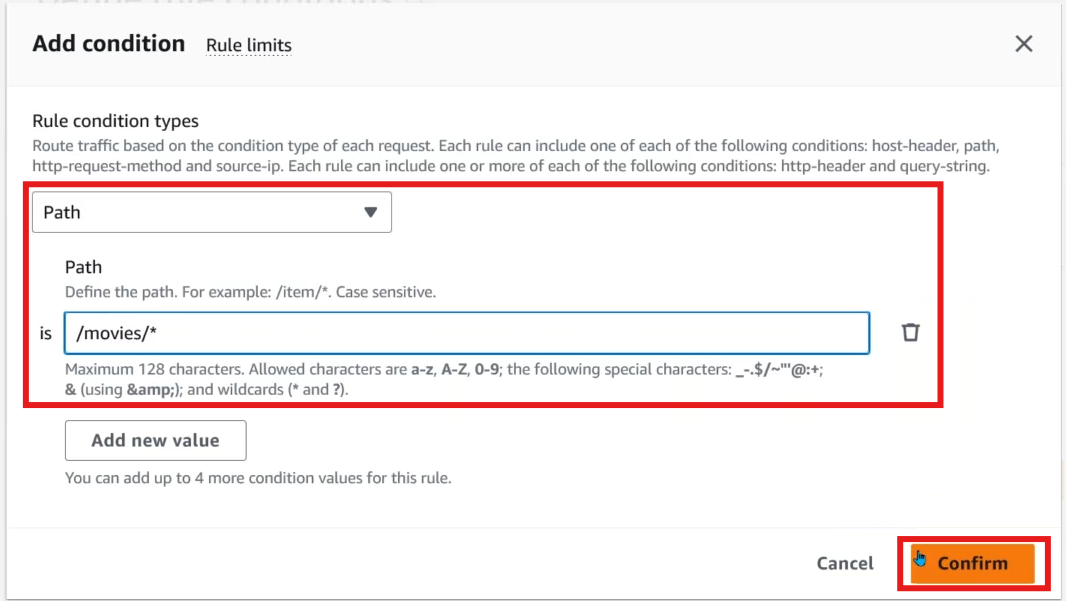 Add condition Rule limits
Rule condition types
Route traffic based on the condition type of each request. Each rule can include one of each of the following conditions: host-header, path,
http-request-method and source-ip. Each rule can include one or more of each of the following conditions: http-header and query-string.
Path
Path
Define the path. For example: /item/*. Case sensitive.
is /movies/*
Maximum 128 characters. Allowed characters are a-z, A-Z, 0-9; the following special characters: _-.$/~"'@:+;
& (using &amp;); and wildcards (* and ?).
Add new value
You can add up to 4 more condition values for this rule.
Cancel Confirm